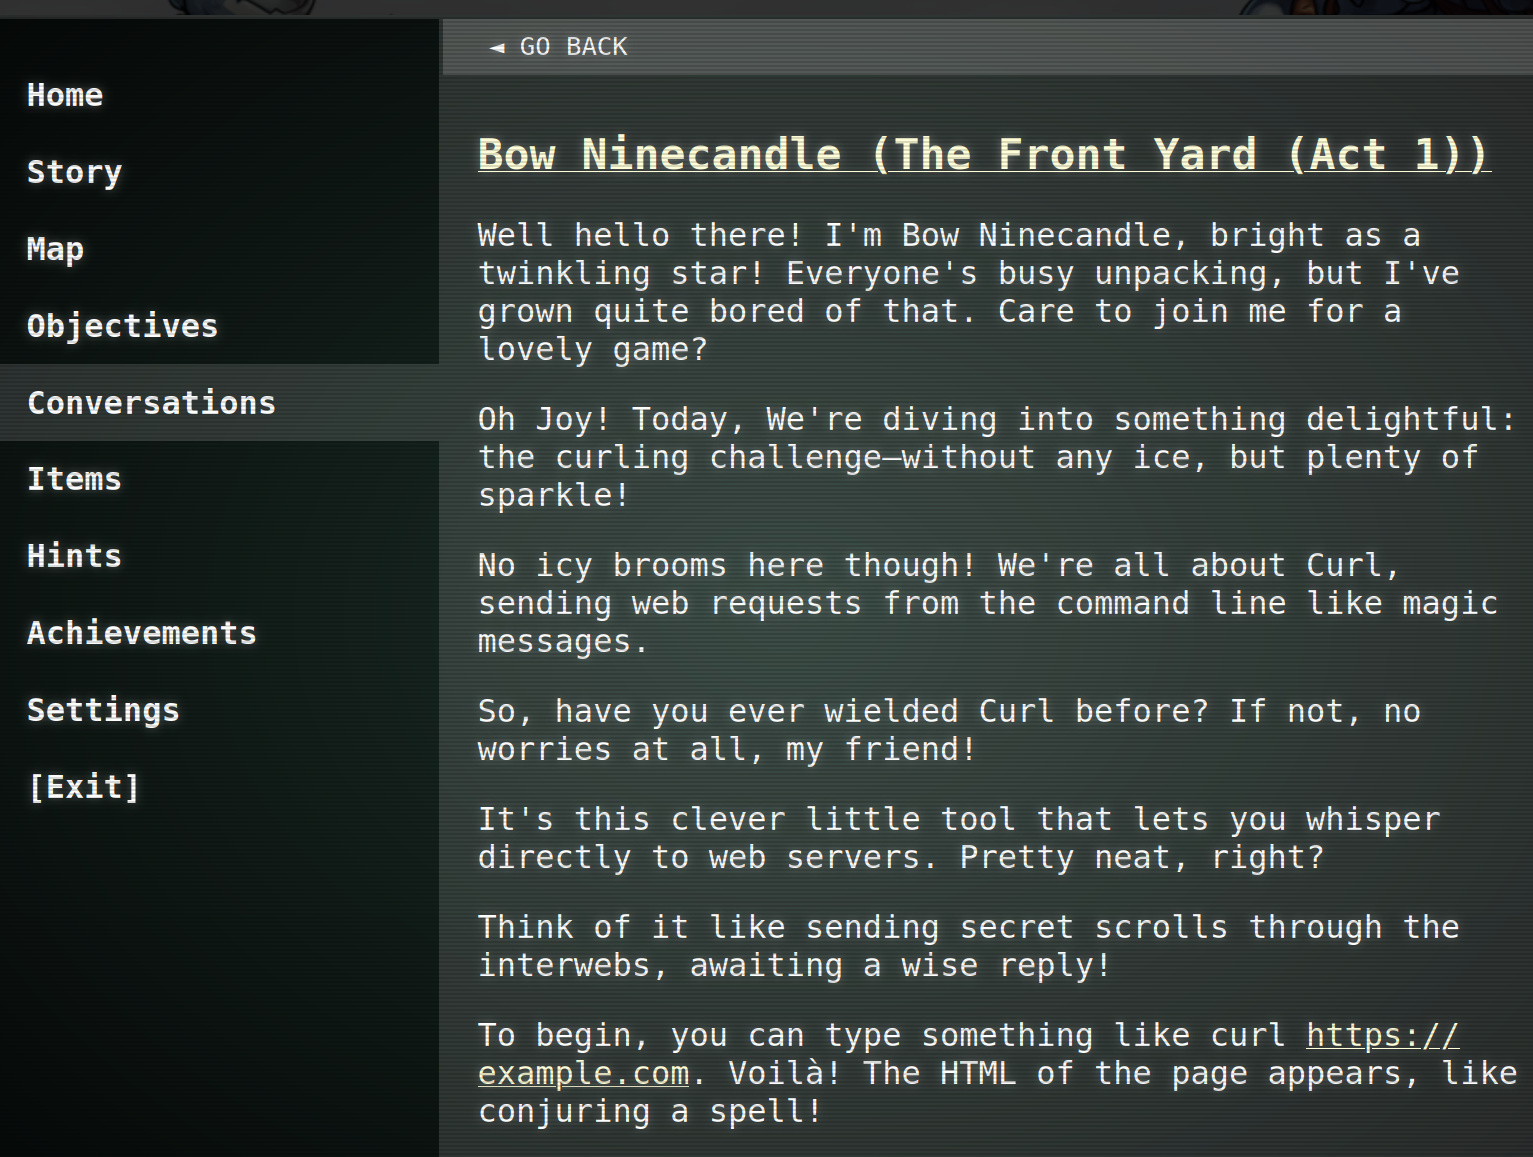 ◄ GO BACK
Home
Story
Map
Objectives
Conversations
Items
Hints
Achievements
Settings
[Exit]
Bow Ninecandle (The Front Yard (Act 1))
Well hello there! I'm Bow Ninecandle, bright as a
twinkling star! Everyone's busy unpacking, but I've
grown quite bored of that. Care to join me for a
lovely game?
Oh Joy! Today, We're diving into something delightful:
the curling challenge—without any ice, but plenty of
sparkle!
No icy brooms here though! We're all about Curl,
sending web requests from the command line like magic
messages.
So, have you ever wielded Curl before? If not, no
worries at all, my friend!
It's this clever little tool that lets you whisper
directly to web servers. Pretty neat, right?
Think of it like sending secret scrolls through the
interwebs, awaiting a wise reply!
To begin, you can type something like curl https://
example.com. Voilà! The HTML of the page appears, like
conjuring a spell!